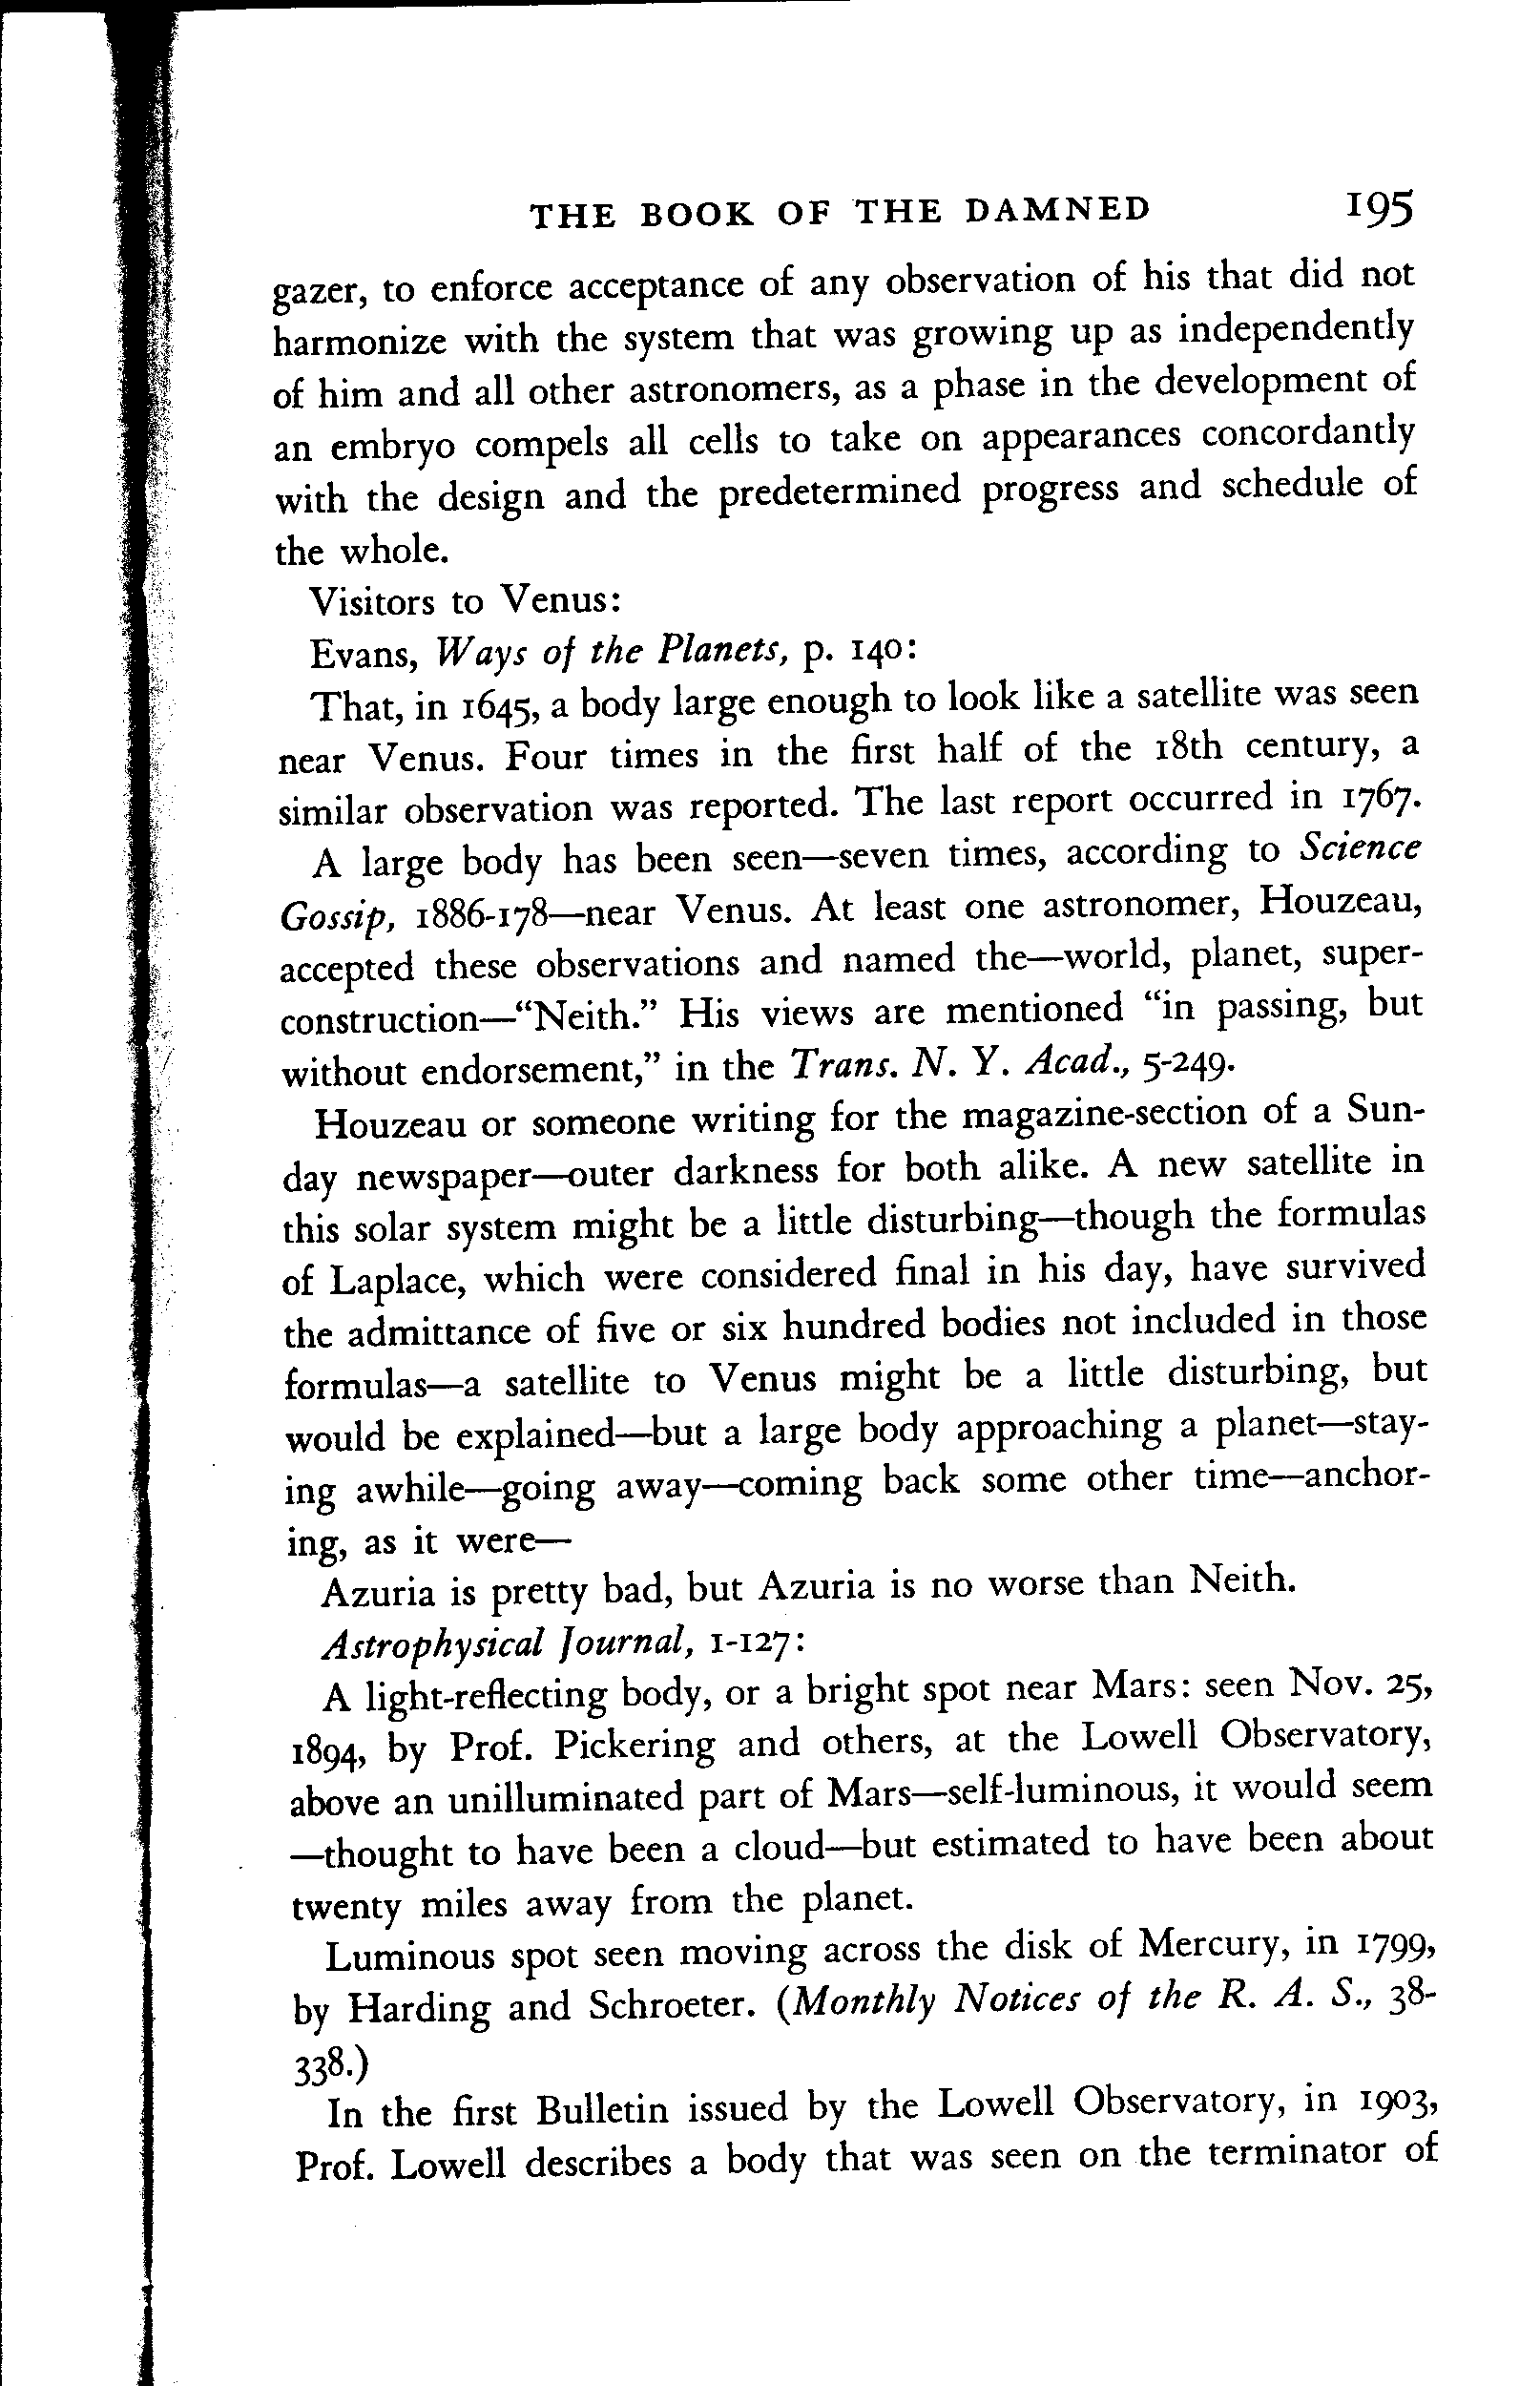 THE BOOK OF THE DAMNED 195
gazer, to enforce acceptance of any observation of his that did not
harmonize with the system that was growing up as independently
of him and all other astronomers, as a phase in the development of
an embryo compels all cells to take on appearances concordantly
with the design and the predetermined progress and schedule of
the whole.
Visitors to Venus:
Evans, Ways of the Planets, p. 140:
That, in 1645, a body large enough to look like a satellite was seen
near Venus. Four times in the first half of the 18th century, a
similar observation was reported. The last report occurred in 1767.
A large body has been seen—seven times, according to Science
Gossip, 1886-178—near Venus. At least one astronomer, Houzeau,
accepted these observations and named the—world, planet, super-
construction—“Neith.” His views are mentioned “in passing, but
without endorsement,” in the Trans. N. Y. Acad., 5-249.
Houzeau or someone writing for the magazine-section of a Sun-
day newspaper—outer darkness for both alike. A new satellite in
this solar system might be a little disturbing—though the formulas
of Laplace, which were considered final in his day, have survived
the admittance of five or six hundred bodies not included in those
formulas—a satellite to Venus might be a little disturbing, but
would be explained—but a large body approaching a planet—stay-
ing awhile—going away—coming back some other time—anchor-
ing, as it were—
Azuria is pretty bad, but Azuria is no worse than Neith.
Astrophysical Journal, 1-127:
A light-reflecting body, or a bright spot near Mars: seen Nov. 25,
1894, by Prof. Pickering and others, at the Lowell Observatory,
above an unilluminated part of Mars—self-luminous, it would seem
—thought to have been a cloud—but estimated to have been about
twenty miles away from the planet.
Luminous spot seen moving across the disk of Mercury, in 1799,
by Harding and Schroeter. (Monthly Notices of the R. A. S., 38-
338.)
In the first Bulletin issued by the Lowell Observatory, in 1903,
Prof. Lowell describes a body that was seen on the terminator of